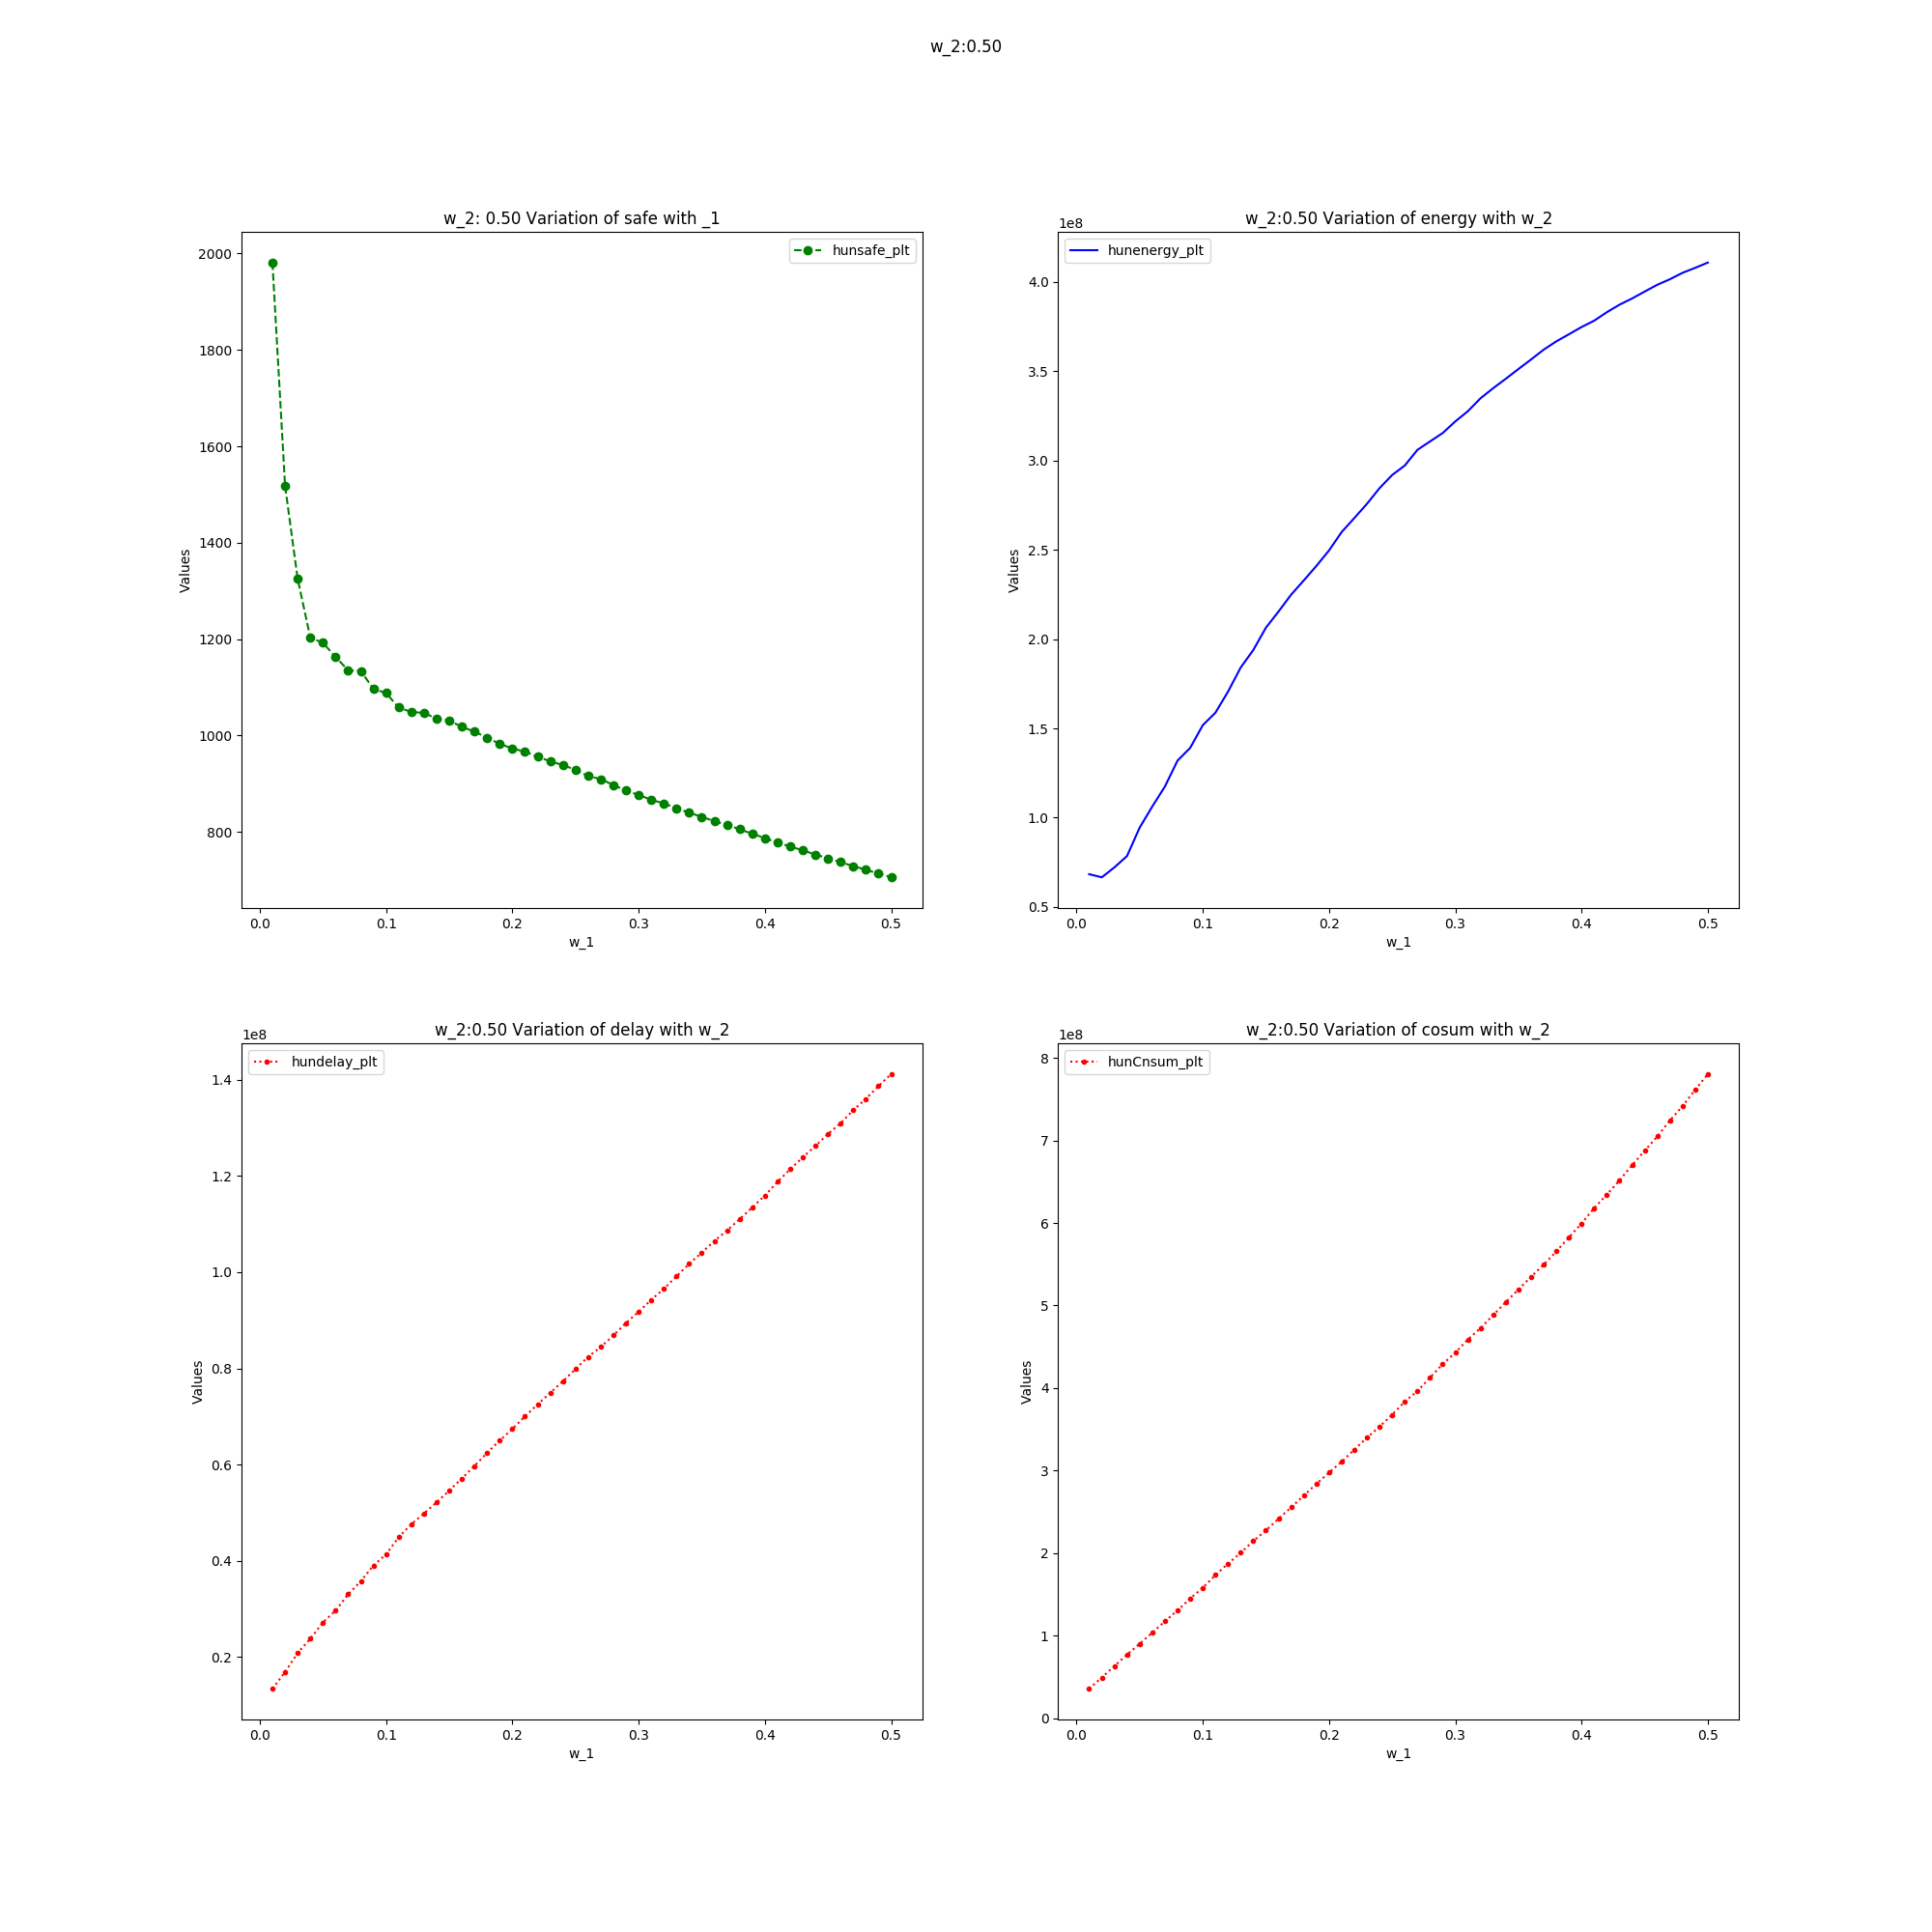 w_2:0.50
w_2: 0.50 Variation of safe with _1
hunsafe_plt
2000
1800
1600
1400
1200
1000
800
Values
0.0 0.1 0.2 0.3 0.4 0.5
w_1
w_2:0.50 Variation of energy with w_2
1e8
hunenergy_plt
4.0
3.5
3.0
2.5
2.0
1.5
1.0
0.5
Values
0.0 0.1 0.2 0.3 0.4 0.5
w_1
w_2:0.50 Variation of delay with w_2
1e8
hundelay_plt
1.4
1.2
1.0
0.8
0.6
0.4
0.2
Values
0.0 0.1 0.2 0.3 0.4 0.5
w_1
w_2:0.50 Variation of cosum with w_2
1e8
hunCnsum_plt
8
7
6
5
4
3
2
1
0
Values
0.0 0.1 0.2 0.3 0.4 0.5
w_1